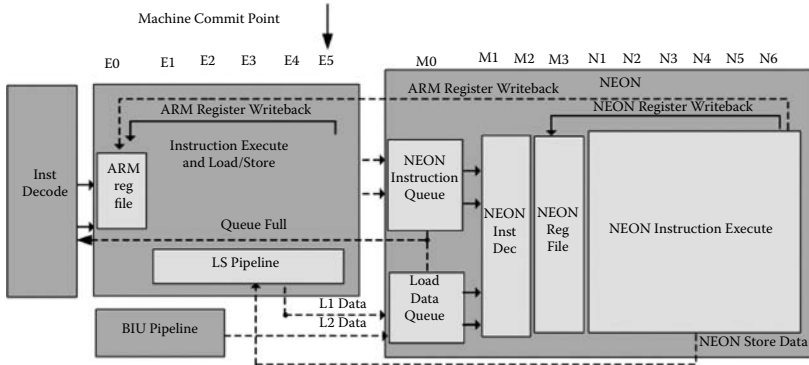 Machine Commit Point
E0 E1 E2 E3 E4 E5 M0 M1 M2 M3 N1 N2 N3 N4 N5 N6
NEON
ARM Register Writeback
ARM Register Writeback
NEON Register Writeback
Instruction Execute
and Load/Store
Inst
Decode
ARM
reg
file
NEON
Instruction
Queue
NEON
Inst
Dec
NEON
Reg
File
NEON Instruction Execute
Queue Full
LS Pipeline
Load
Data
Queue
L1 Data
L2 Data
BIU Pipeline
NEON Store Data